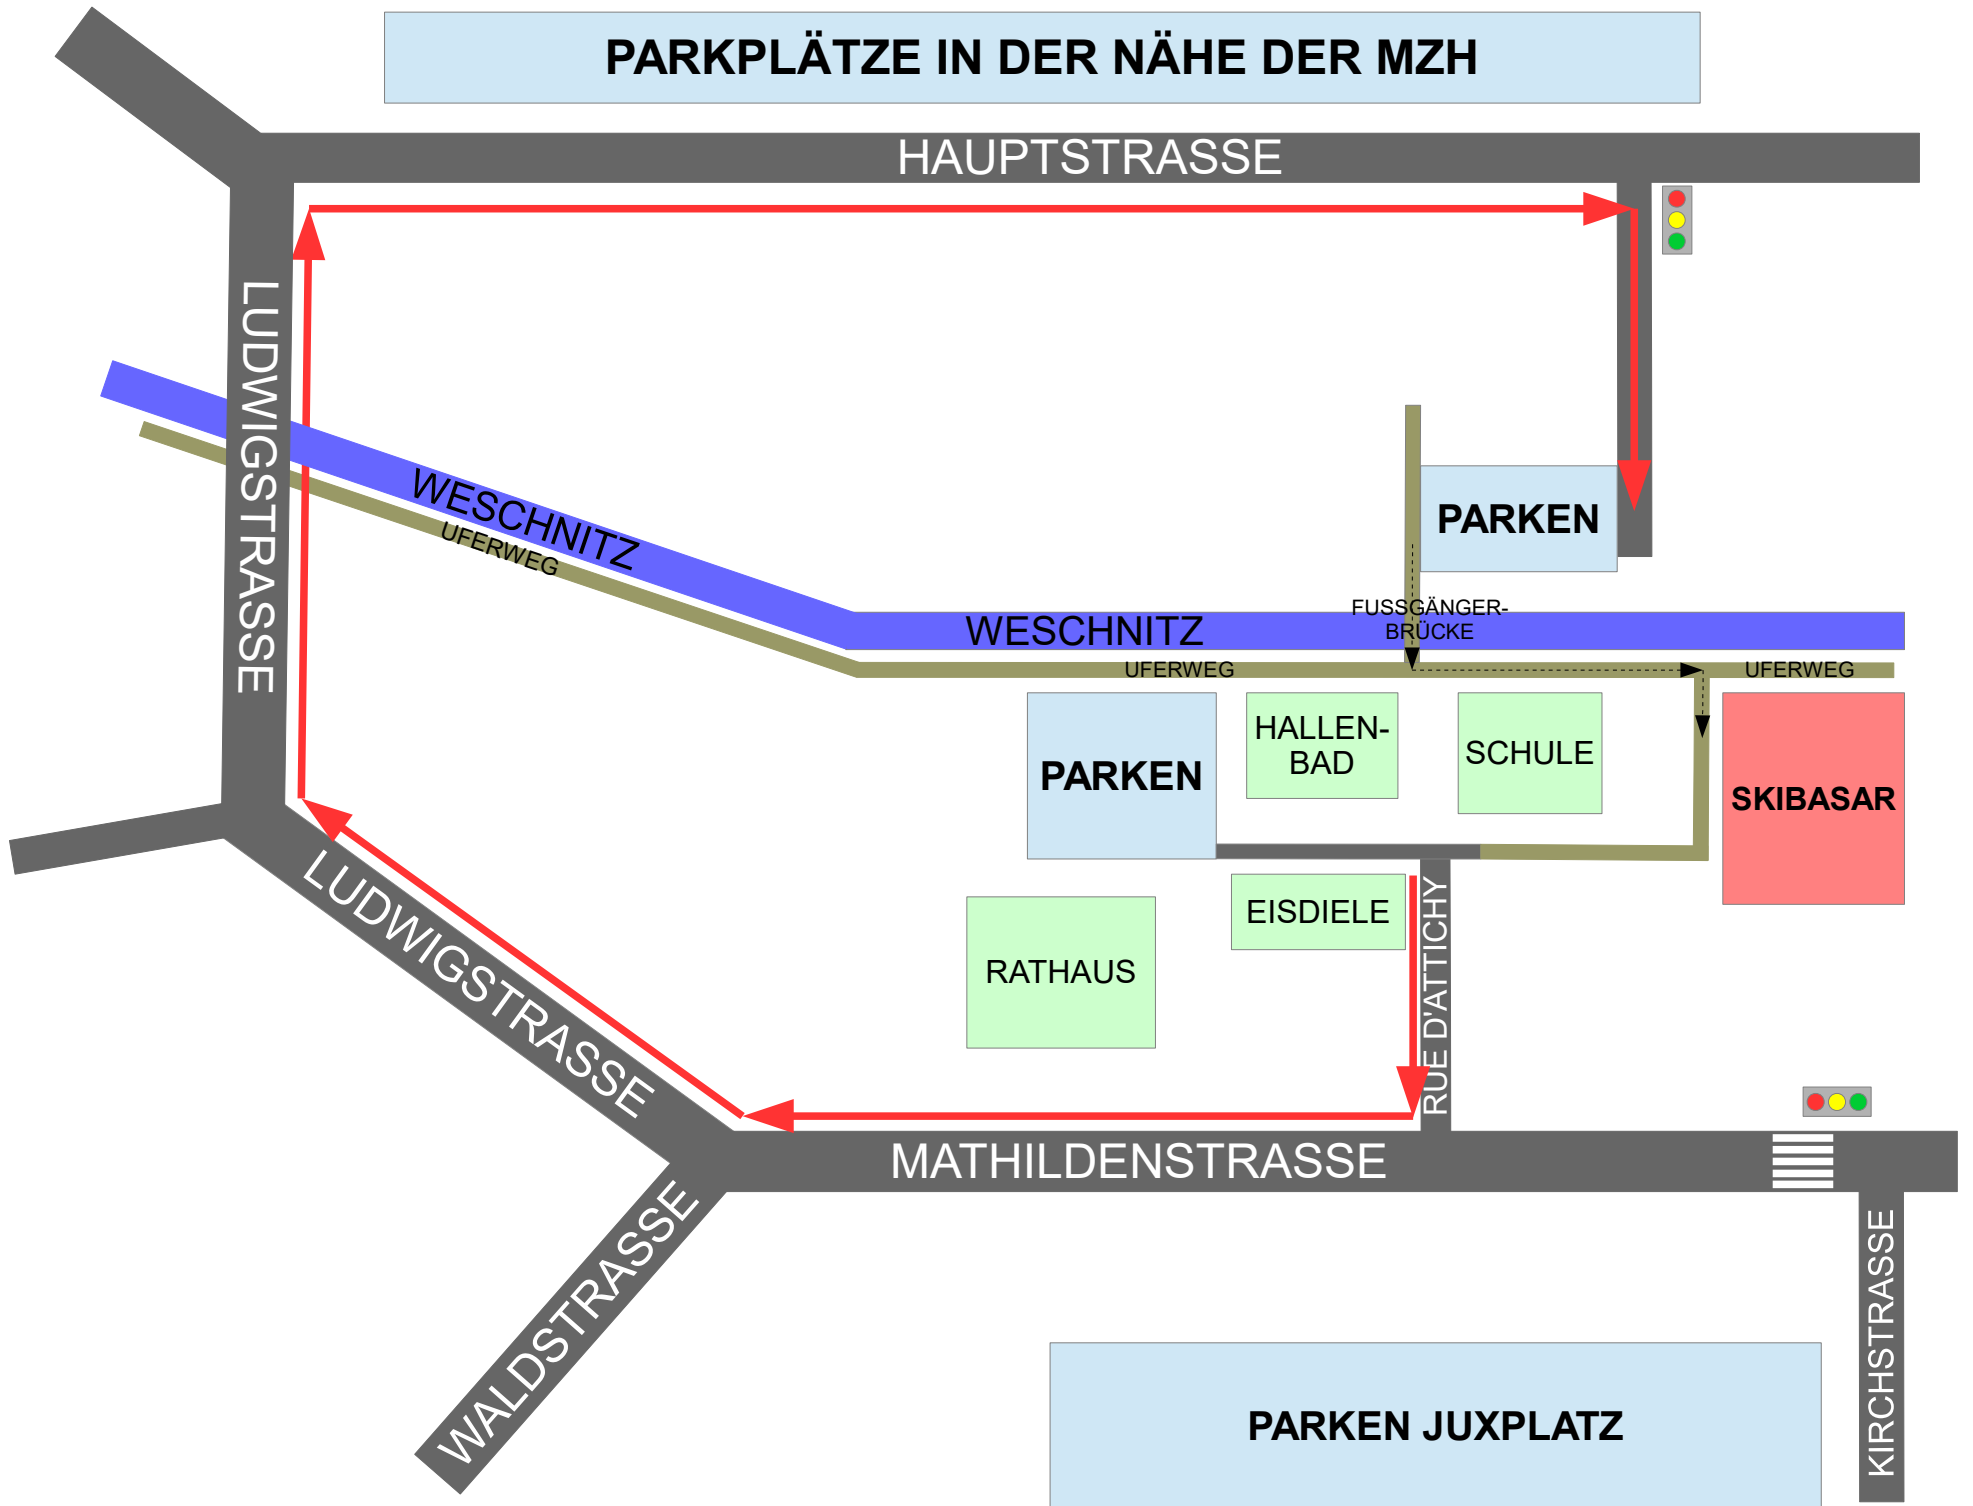 PARKPLÄTZE IN DER NÄHE DER MZH
HAUPTSTRASSE
LUDWIGSTRASSE
WESCHNITZ
UFERWEG
PARKEN
FUSSGÄNGER-
BRÜCKE
WESCHNITZ
UFERWEG
UFERWEG
PARKEN
HALLEN-
BAD
SCHULE
SKIBASAR
EISDIELE
RATHAUS
RUE D'ATTICHY
LUDWIGSTRASSE
MATHILDENSTRASSE
WALDSTRASSE
KIRCHSTRASSE
PARKEN JUXPLATZ